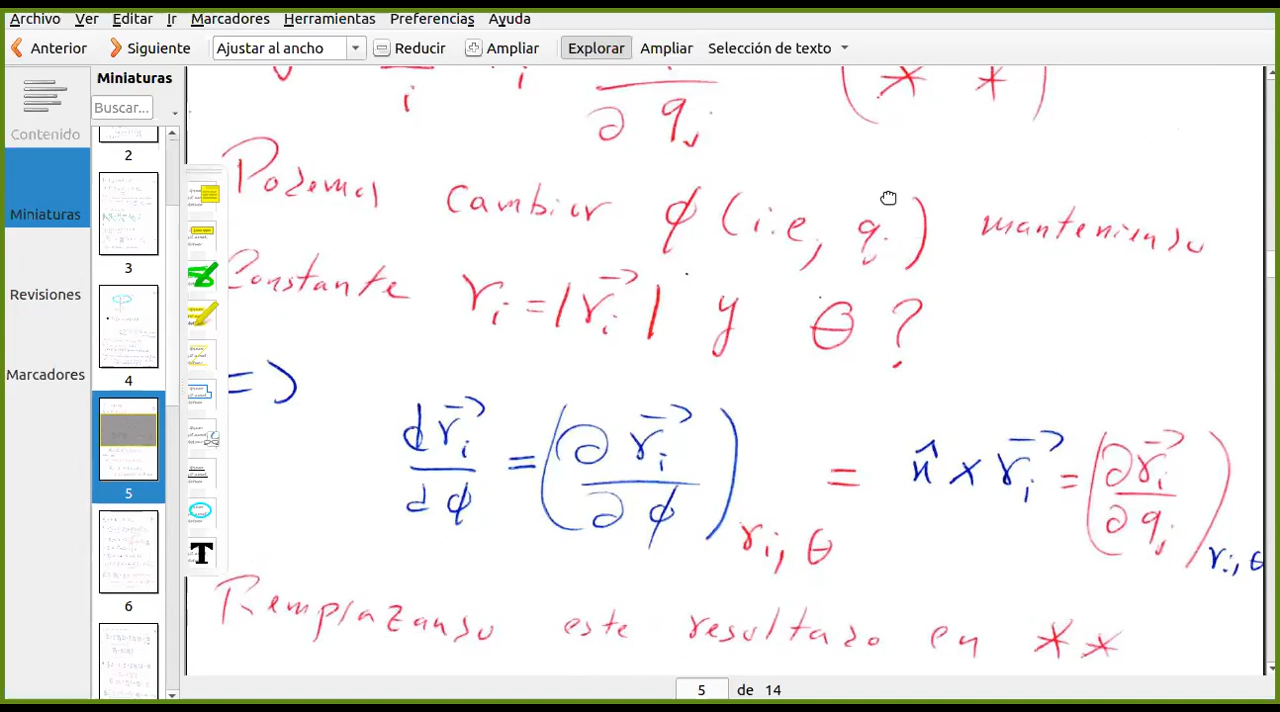 Archivo Ver Editar Ir Marcadores Herramientas Preferencias Ayuda
Anterior Siguiente Ajustar al ancho Reducir Ampliar Explorar Ampliar Selección de texto
Miniaturas
Buscar...
Contenido
Miniaturas
Revisiones
Marcadores
2
3
4
5
6
i i ∂ q_j (* *)
Podemos cambiar φ (i.e, q_j) manteniendo
Constante r_i = |r⃗_i| y θ ?
=>
d r⃗_i / d φ = (∂ r⃗_i / ∂ φ)_{r_i, θ} = n̂ × r⃗_i = (∂ r⃗_i / ∂ q_j)_{r_i, θ}
Remplazando este resultado en * *
T
5 de 14